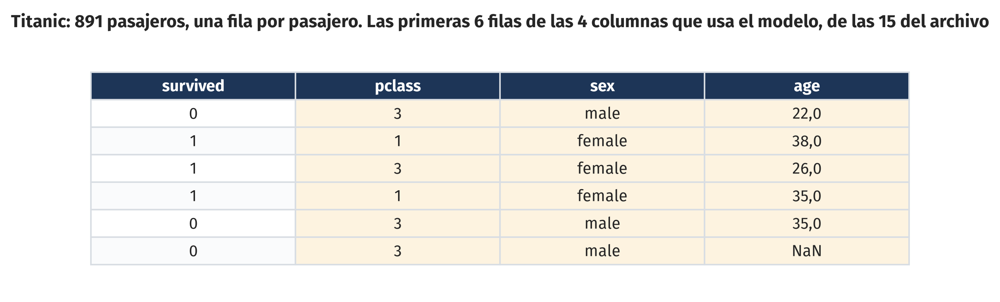 Titanic: 891 pasajeros, una fila por pasajero. Las primeras 6 filas de las 4 columnas que usa el modelo, de las 15 del archivo
survived pclass sex age
0 3 male 22,0
1 1 female 38,0
1 3 female 26,0
1 1 female 35,0
0 3 male 35,0
0 3 male NaN